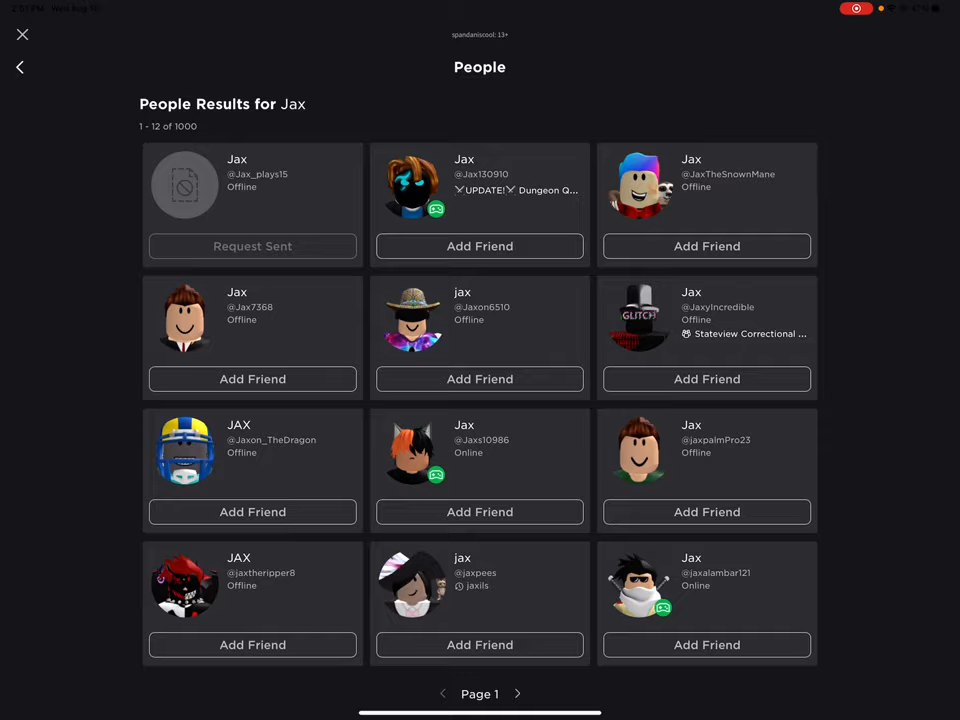 spandaniscool: 13+
People
People Results for Jax
1 - 12 of 1000
Jax
@Jax_plays15
Offline
Request Sent
Jax
@Jax130910
⚔UPDATE!⚔ Dungeon Q...
Add Friend
Jax
@JaxTheSnownMane
Offline
Add Friend
Jax
@Jax7368
Offline
Add Friend
jax
@Jaxon6510
Offline
Add Friend
GLITCH
Jax
@JaxyIncredible
Offline
Stateview Correctional ...
Add Friend
JAX
@Jaxon_TheDragon
Offline
Add Friend
Jax
@Jaxs10986
Online
Add Friend
Jax
@jaxpalmPro23
Offline
Add Friend
JAX
@jaxtheripper8
Offline
Add Friend
jax
@jaxpees
jaxils
Add Friend
Jax
@jaxalambar121
Online
Add Friend
Page 1